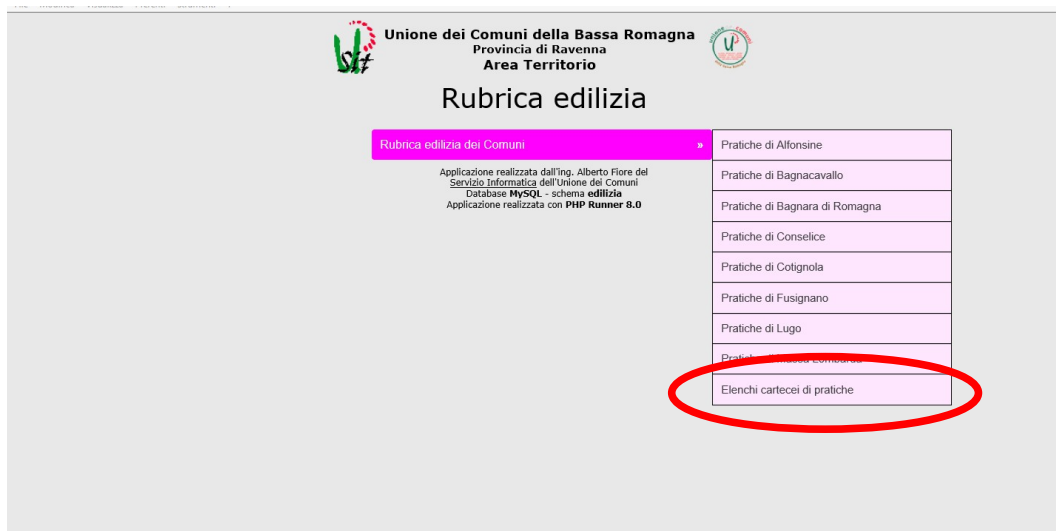 Unione dei Comuni della Bassa Romagna
Provincia di Ravenna
Area Territorio
Rubrica edilizia
Rubrica edilizia dei Comuni »
Applicazione realizzata dall'ing. Alberto Fiore del
Servizio Informatica dell'Unione dei Comuni
Database MySQL - schema edilizia
Applicazione realizzata con PHP Runner 8.0
Pratiche di Alfonsine
Pratiche di Bagnacavallo
Pratiche di Bagnara di Romagna
Pratiche di Conselice
Pratiche di Cotignola
Pratiche di Fusignano
Pratiche di Lugo
Pratiche
Elenchi cartecei di pratiche